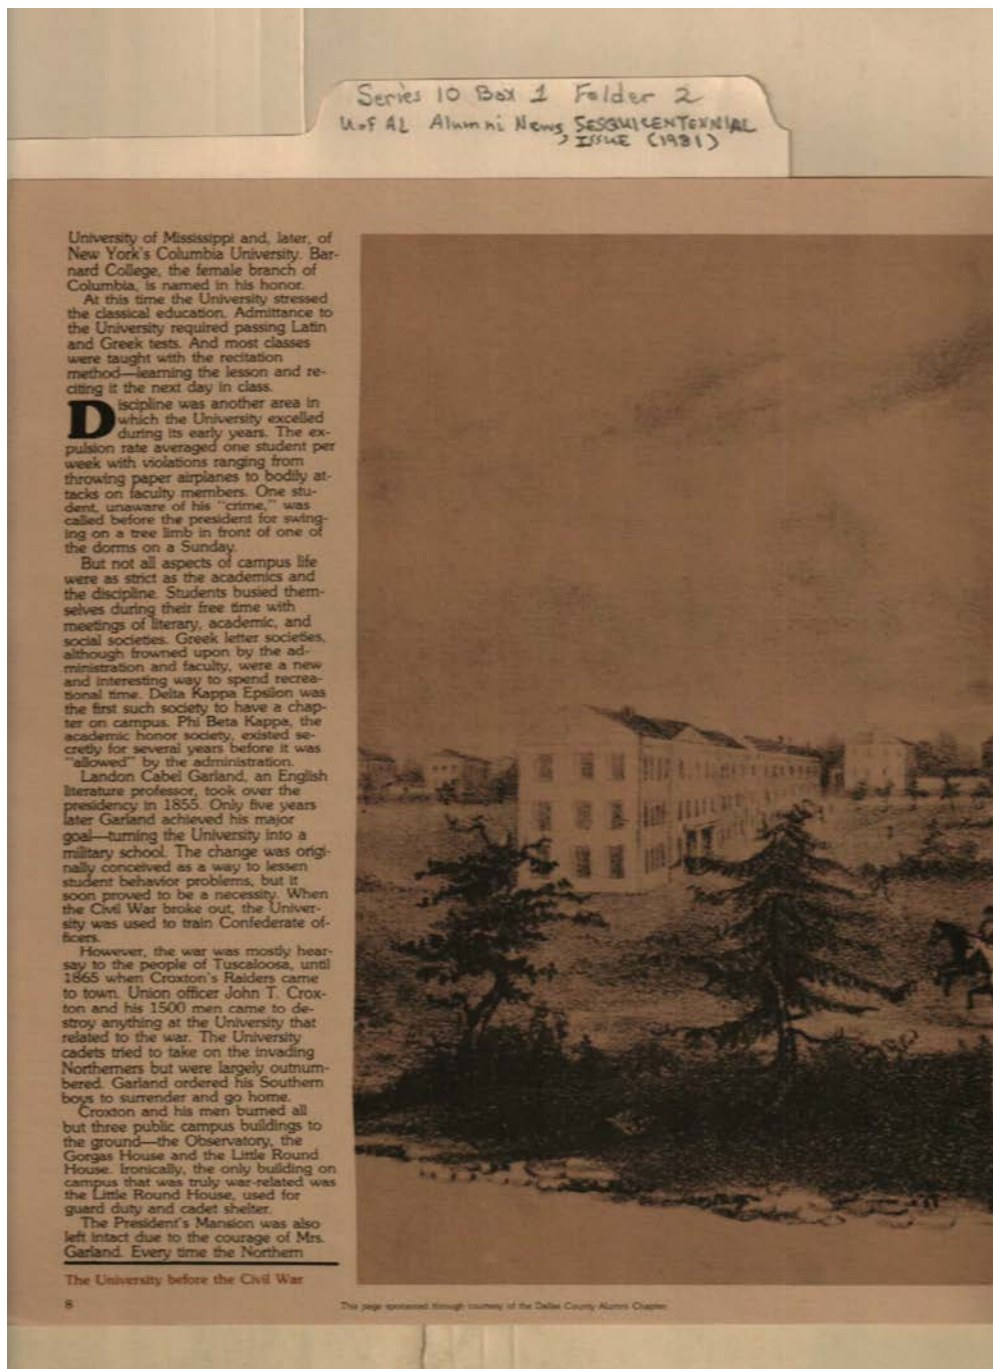 Series 10 Box 1 Folder 2
U of AL Alumni News, SESQUICENTENNIAL
ISSUE (1981)
University of Mississippi and, later, of
New York's Columbia University. Bar-
nard College, the female branch of
Columbia, is named in his honor.
At this time the University stressed
the classical education. Admittance to
the University required passing Latin
and Greek tests. And most classes
were taught with the recitation
method—learning the lesson and re-
citing it the next day in class.
Discipline was another area in
which the University excelled
during its early years. The ex-
pulsion rate averaged one student per
week with violations ranging from
throwing paper airplanes to bodily at-
tacks on faculty members. One stu-
dent, unaware of his "crime," was
called before the president for swing-
ing on a tree limb in front of one of
the dorms on a Sunday.
But not all aspects of campus life
were as strict as the academics and
the discipline. Students busied them-
selves during their free time with
meetings of literary, academic, and
social societies. Greek letter societies,
although frowned upon by the ad-
ministration and faculty, were a new
and interesting way to spend recrea-
tional time. Delta Kappa Epsilon was
the first such society to have a chap-
ter on campus. Phi Beta Kappa, the
academic honor society, existed se-
cretly for several years before it was
"allowed" by the administration.
Landon Cabel Garland, an English
literature professor, took over the
presidency in 1855. Only five years
later Garland achieved his major
goal—turning the University into a
military school. The change was origi-
nally conceived as a way to lessen
student behavior problems, but it
soon proved to be a necessity. When
the Civil War broke out, the Univer-
sity was used to train Confederate of-
ficers.
However, the war was mostly hear-
say to the people of Tuscaloosa, until
1865 when Croxton's Raiders came
to town. Union officer John T. Crox-
ton and his 1500 men came to de-
stroy anything at the University that
related to the war. The University
cadets tried to take on the invading
Northerners but were largely outnum-
bered. Garland ordered his Southern
boys to surrender and go home.
Croxton and his men burned all
but three public campus buildings to
the ground—the Observatory, the
Gorgas House and the Little Round
House. Ironically, the only building on
campus that was truly war-related was
the Little Round House, used for
guard duty and cadet shelter.
The President's Mansion was also
left intact due to the courage of Mrs.
Garland. Every time the Northern
The University before the Civil War
8
This page sponsored through courtesy of the Dallas County Alumni Chapter